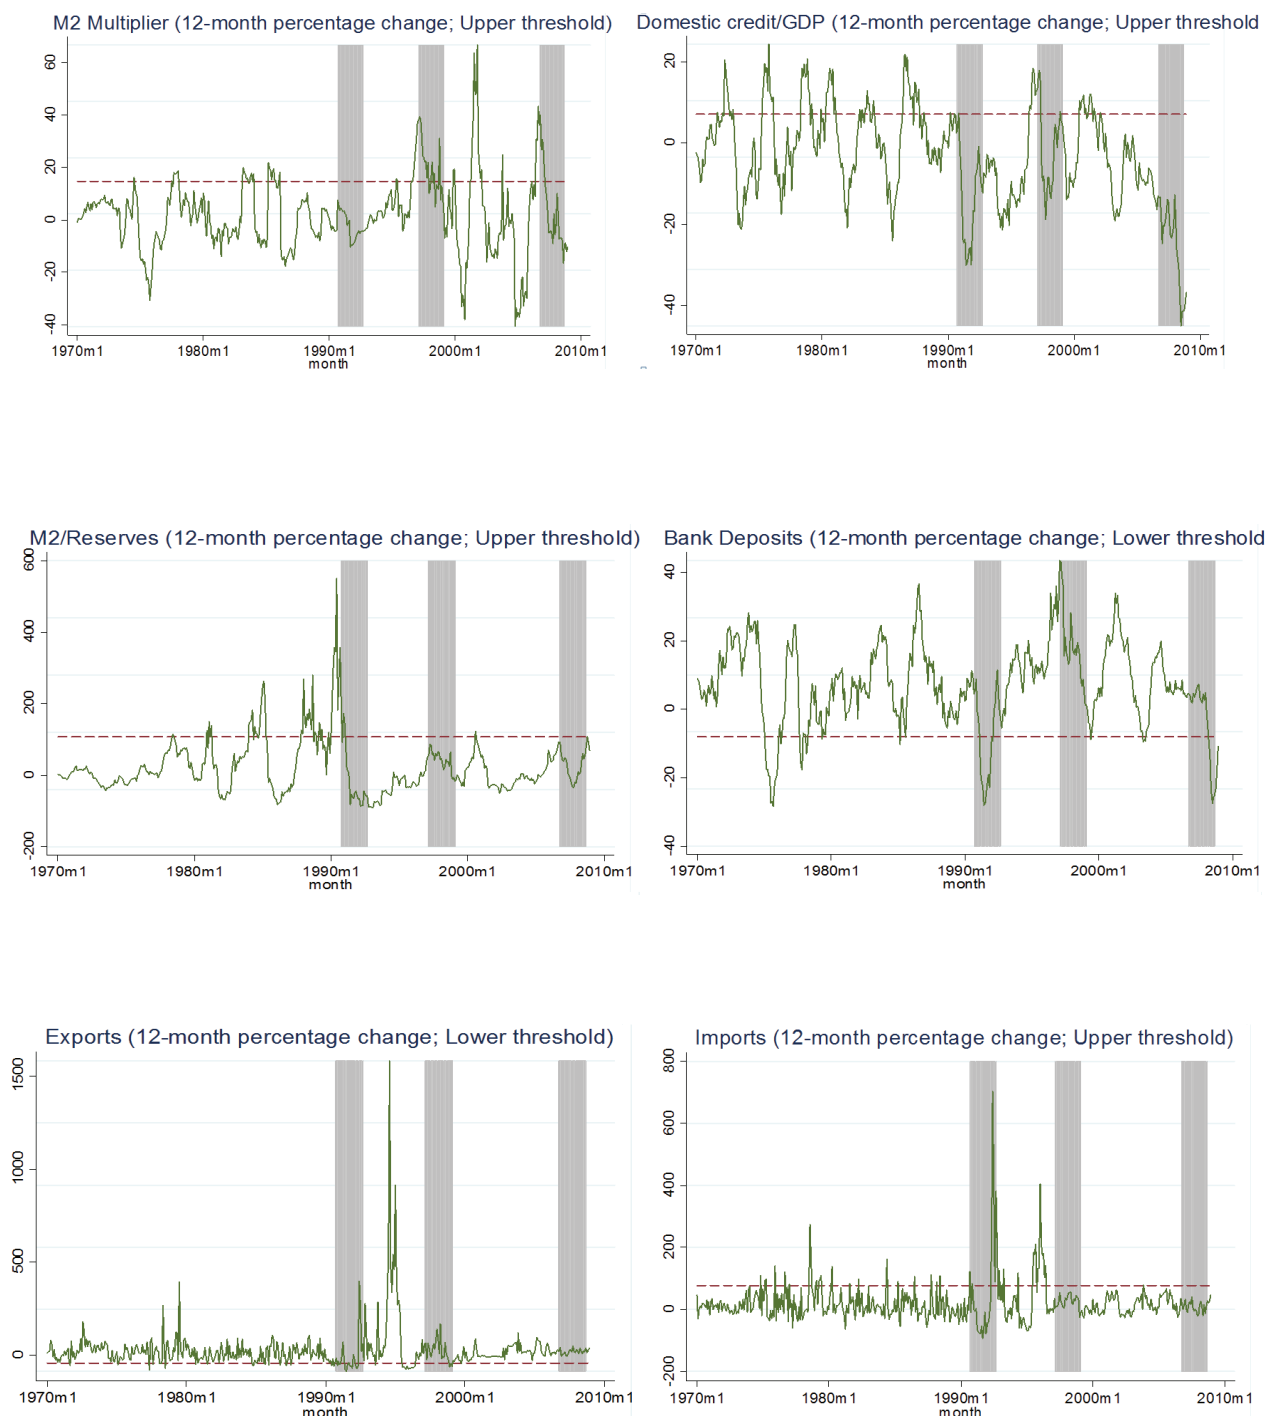 M2 Multiplier (12-month percentage change; Upper threshold)
60
40
20
0
-20
-40
1970m1 1980m1 1990m1 2000m1 2010m1
month
Domestic credit/GDP (12-month percentage change; Upper threshold
20
0
-20
-40
1970m1 1980m1 1990m1 2000m1 2010m1
month
M2/Reserves (12-month percentage change; Upper threshold)
600
400
200
0
-200
1970m1 1980m1 1990m1 2000m1 2010m1
month
Bank Deposits (12-month percentage change; Lower threshold
40
20
0
-20
-40
1970m1 1980m1 1990m1 2000m1 2010m1
month
Exports (12-month percentage change; Lower threshold)
1500
1000
500
0
1970m1 1980m1 1990m1 2000m1 2010m1
month
Imports (12-month percentage change; Upper threshold)
800
600
400
200
0
-200
1970m1 1980m1 1990m1 2000m1 2010m1
month